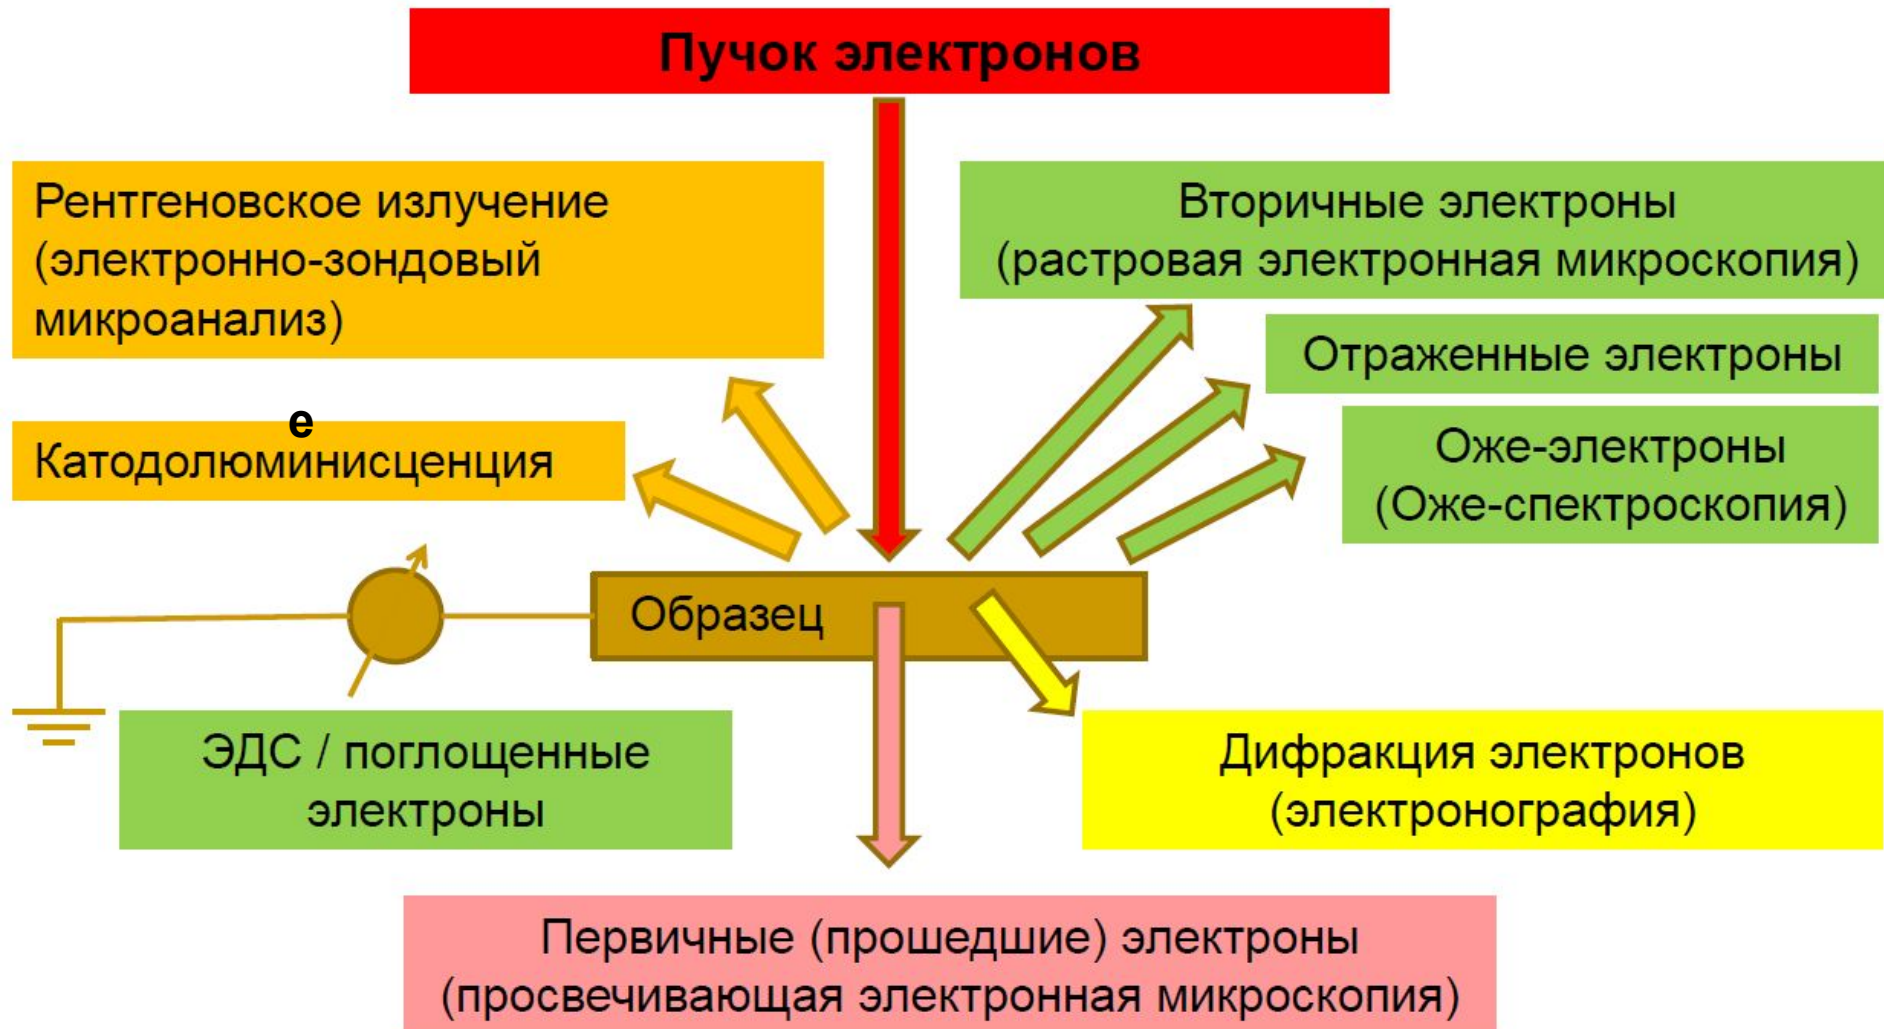 Пучок электронов
Рентгеновское излучение
(электронно-зондовый
микроанализ)
Вторичные электроны
(растровая электронная микроскопия)
Отраженные электроны
е
Катодолюминисценция
Оже-электроны
(Оже-спектроскопия)
Образец
ЭДС / поглощенные
электроны
Дифракция электронов
(электронография)
Первичные (прошедшие) электроны
(просвечивающая электронная микроскопия)